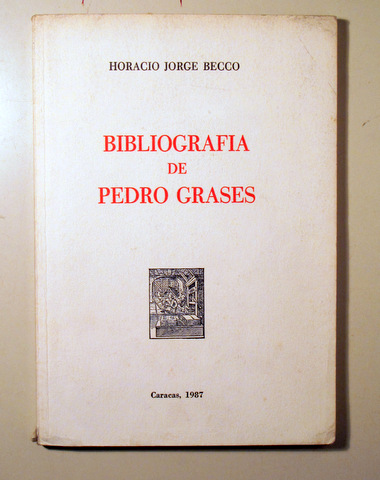 HORACIO JORGE BECCO
BIBLIOGRAFIA
DE
PEDRO GRASES
Caracas, 1987